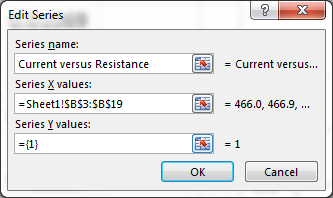 Edit Series
?
Series name:
Current versus Resistance = Current versus...
Series X values:
=Sheet1!$B$3:$B$19 = 466.0, 466.9, ...
Series Y values:
={1} = 1
OK Cancel